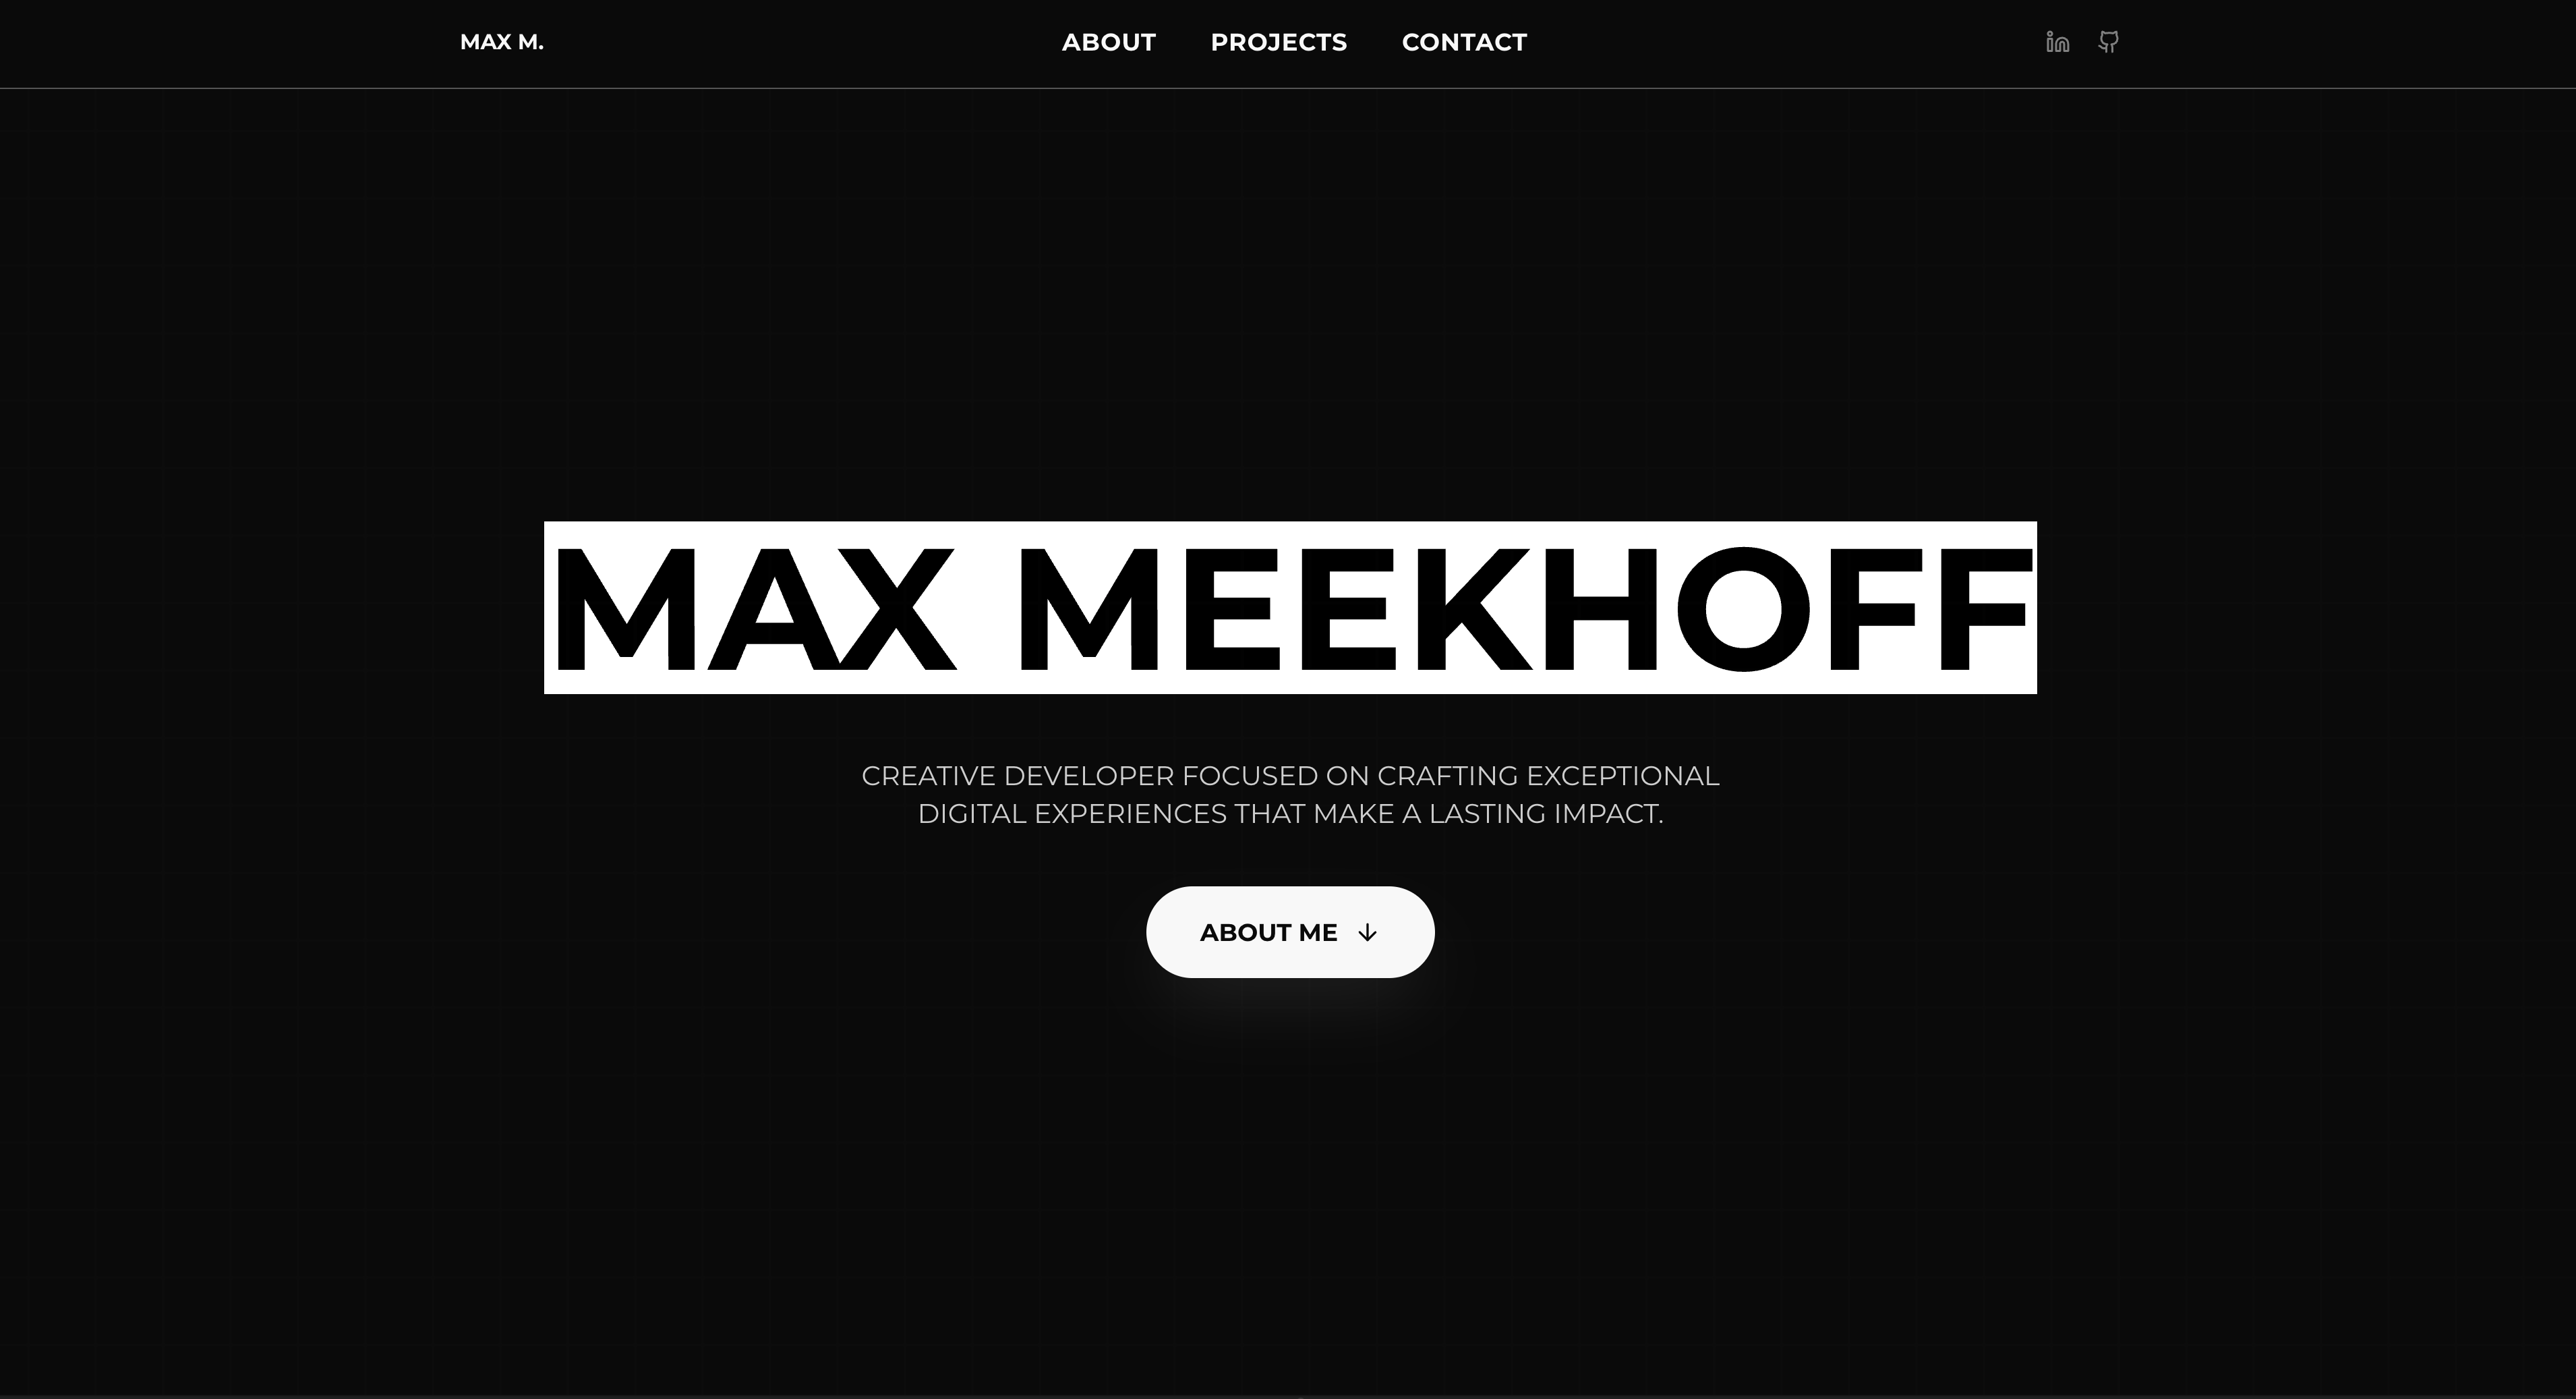 MAX M.
ABOUT
PROJECTS
CONTACT
in
MAX MEEKHOFF
CREATIVE DEVELOPER FOCUSED ON CRAFTING EXCEPTIONAL
DIGITAL EXPERIENCES THAT MAKE A LASTING IMPACT.
ABOUT ME